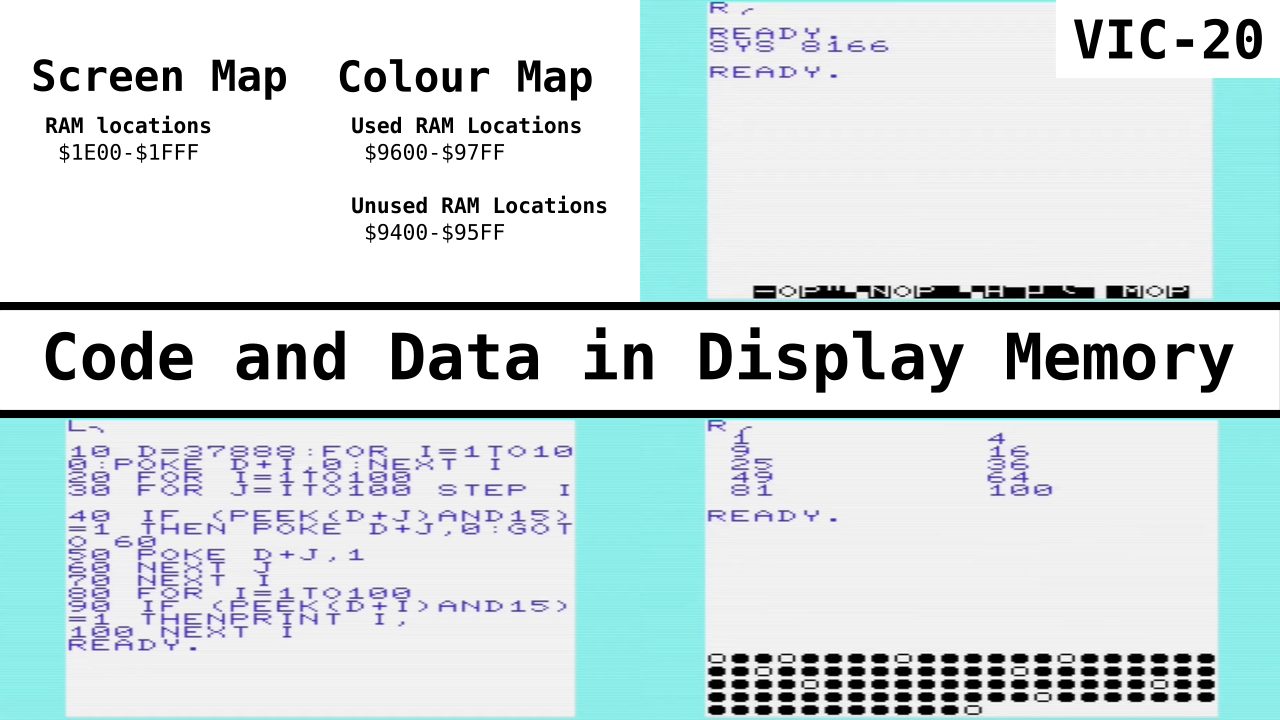 Screen Map
RAM locations
$1E00-$1FFF
Colour Map
Used RAM Locations
$9600-$97FF
Unused RAM Locations
$9400-$95FF
VIC-20
READY.
SYS 8166
READY.
Code and Data in Display Memory
10 D=37888:FOR I=1TO10
0:POKE D+I,0:NEXT I
20 FOR I=1TO100
30 FOR J=ITO100 STEP I
40 IF (PEEK(D+J)AND15)
=1 THEN POKE D+J,0:GOT
O 60
50 POKE D+J,1
60 NEXT J
70 NEXT I
80 FOR I=1TO100
90 IF (PEEK(D+I)AND15)
=1 THENPRINT I,
100 NEXT I
READY.
1 4
9 16
25 36
49 64
81 100
READY.